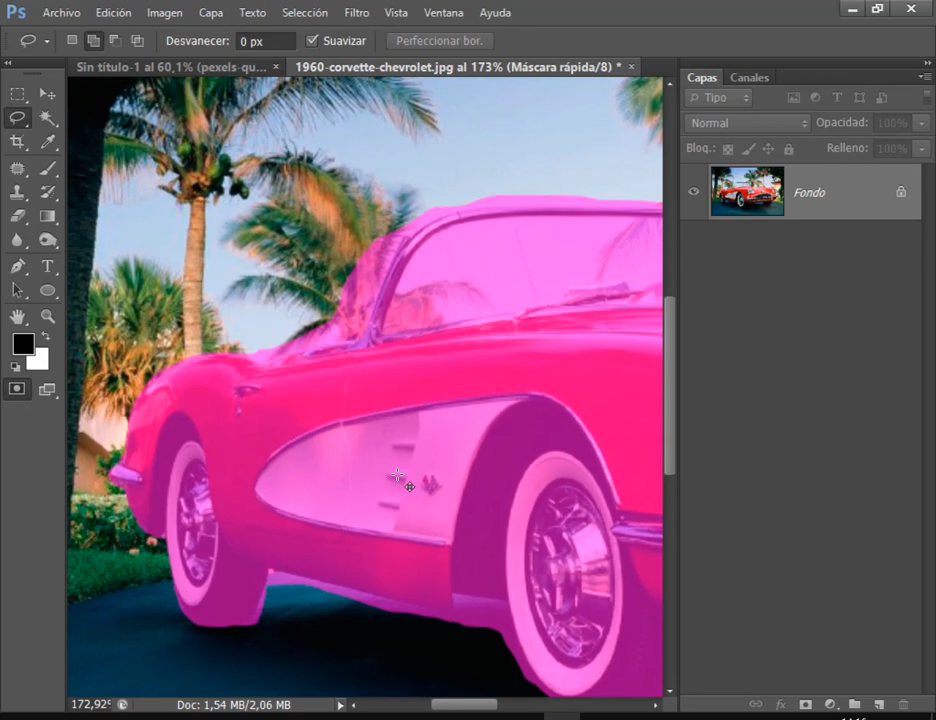 Ps Archivo Edición Imagen Capa Texto Selección Filtro Vista Ventana Ayuda
Desvanecer: 0 px Suavizar Perfeccionar bor.
Sin título-1 al 60,1% (pexels-qu... × 1960-corvette-chevrolet.jpg al 173% (Máscara rápida/8) * ×
Capas Canales
Tipo
Normal Opacidad: 100%
Bloq.: Relleno: 100%
Fondo
172,92% Doc: 1,54 MB/2,06 MB